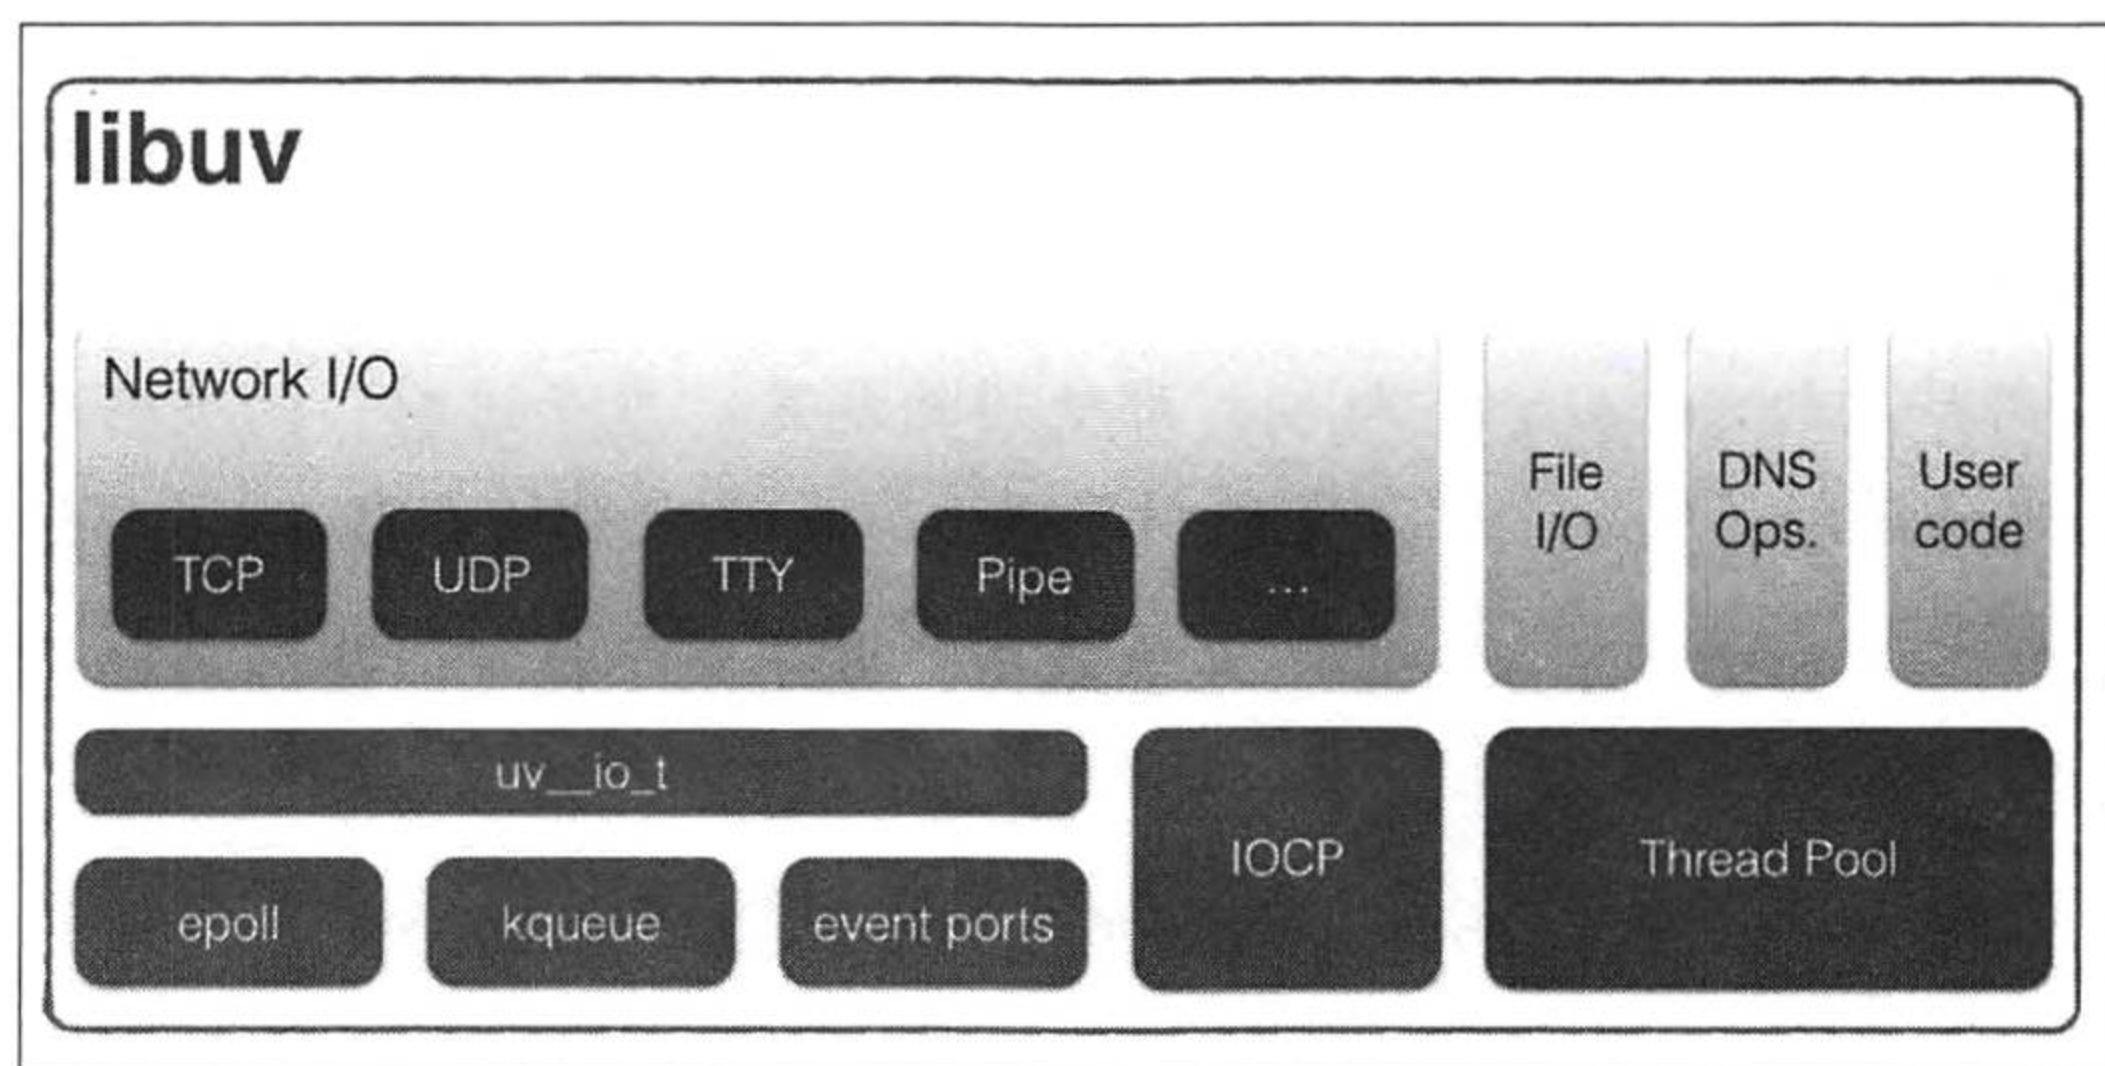 libuv
Network I/O
TCP
UDP
TTY
Pipe
...
File
I/O
DNS
Ops.
User
code
uv__io_t
epoll
kqueue
event ports
IOCP
Thread Pool